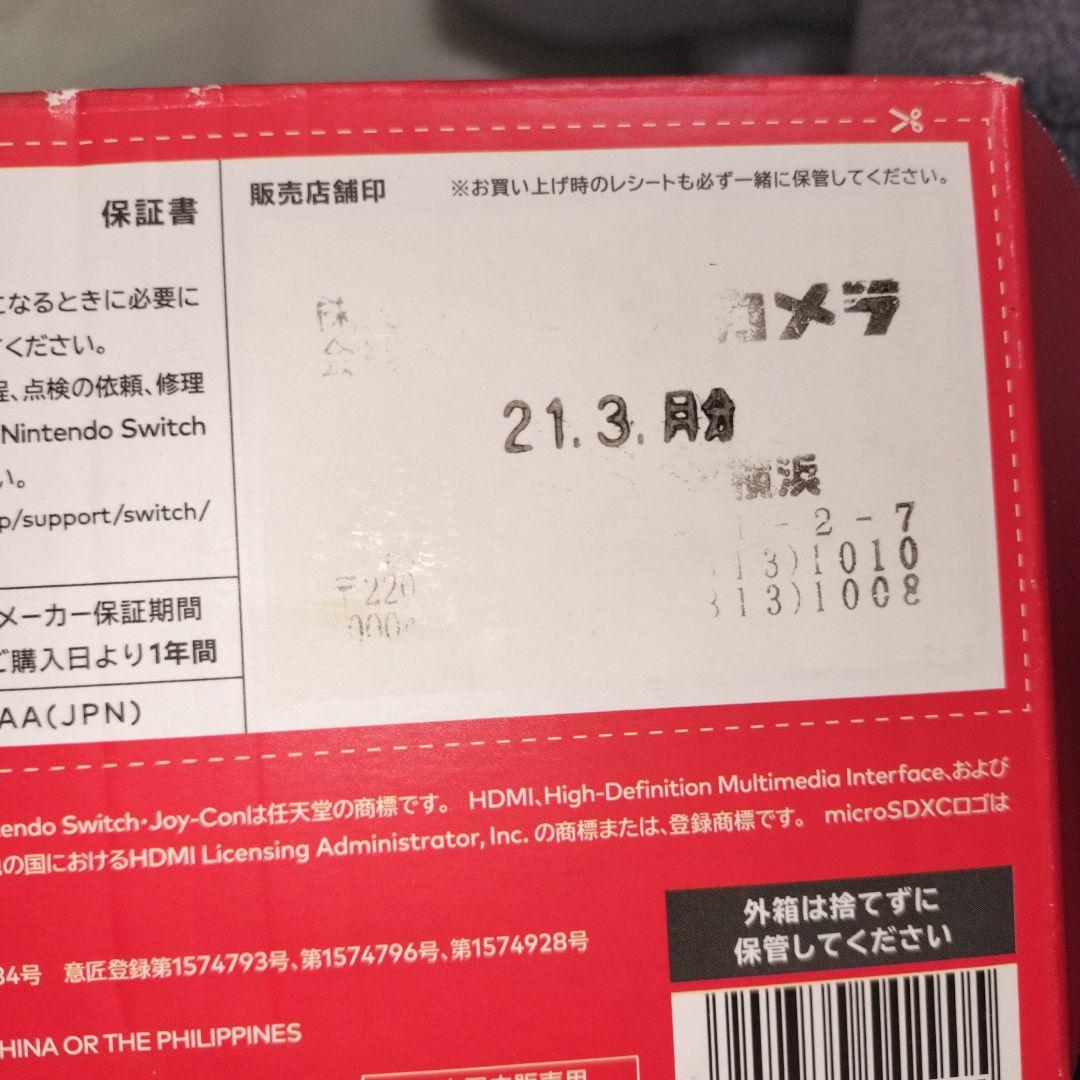 保証書
になるときに必要に
てください。
程、点検の依頼、修理
Nintendo Switch
い。
p/support/switch/
メーカー保証期間
ご購入日より1年間
AA(JPN)
販売店舗印
※お買い上げ時のレシートも必ず一緒に保管してください。
株
カメラ
21.3.月分
横浜
1-2-7
〒220
13)1010
313)1008
tendo Switch・Joy-Conは任天堂の商標です。 HDMI、High-Definition Multimedia Interface、および
の国におけるHDMI Licensing Administrator, Inc. の商標または、登録商標です。 microSDXCロゴは
34号 意匠登録第1574793号、第1574796号、第1574928号
HINA OR THE PHILIPPINES
外箱は捨てずに
保管してください